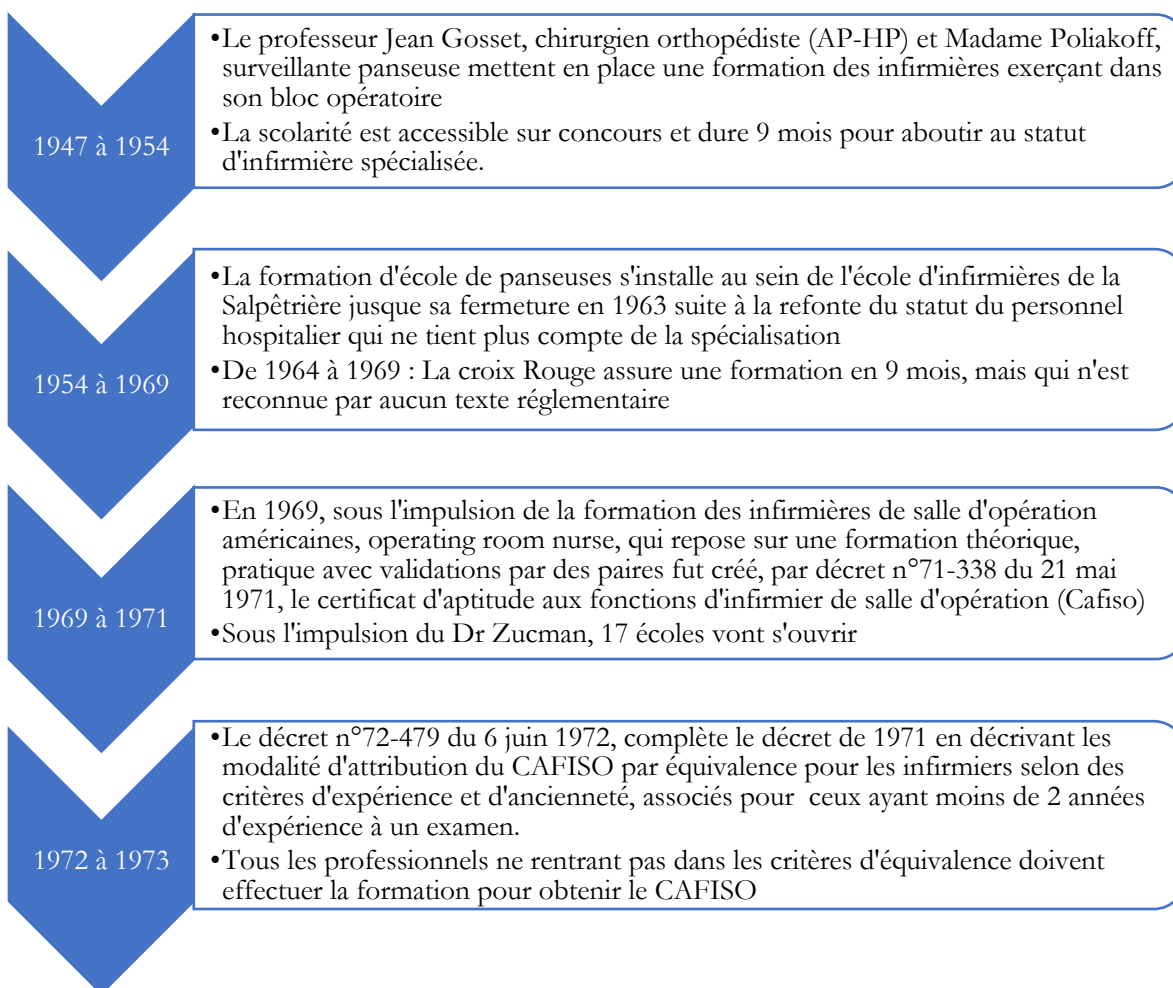 1947 à 1954
•Le professeur Jean Gosset, chirurgien orthopédiste (AP-HP) et Madame Poliakoff,
surveillante panseuse mettent en place une formation des infirmières exerçant dans
son bloc opératoire
•La scolarité est accessible sur concours et dure 9 mois pour aboutir au statut
d'infirmière spécialisée.
1954 à 1969
•La formation d'école de panseuses s'installe au sein de l'école d'infirmières de la
Salpêtrière jusque sa fermeture en 1963 suite à la refonte du statut du personnel
hospitalier qui ne tient plus compte de la spécialisation
•De 1964 à 1969 : La croix Rouge assure une formation en 9 mois, mais qui n'est
reconnue par aucun texte réglementaire
1969 à 1971
•En 1969, sous l'impulsion de la formation des infirmières de salle d'opération
américaines, operating room nurse, qui repose sur une formation théorique,
pratique avec validations par des paires fut créé, par décret n°71-338 du 21 mai
1971, le certificat d'aptitude aux fonctions d'infirmier de salle d'opération (Cafiso)
•Sous l'impulsion du Dr Zucman, 17 écoles vont s'ouvrir
1972 à 1973
•Le décret n°72-479 du 6 juin 1972, complète le décret de 1971 en décrivant les
modalité d'attribution du CAFISO par équivalence pour les infirmiers selon des
critères d'expérience et d'ancienneté, associés pour ceux ayant moins de 2 années
d'expérience à un examen.
•Tous les professionnels ne rentrant pas dans les critères d'équivalence doivent
effectuer la formation pour obtenir le CAFISO